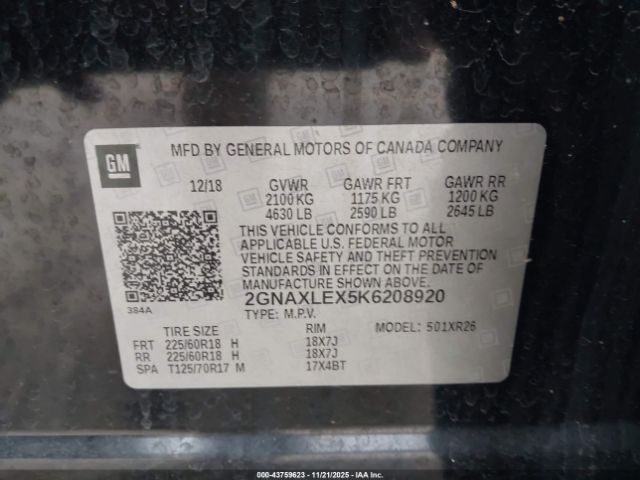 GM
MFD BY GENERAL MOTORS OF CANADA COMPANY
12/18 GVWR GAWR FRT GAWR RR
2100 KG 1175 KG 1200 KG
4630 LB 2590 LB 2645 LB
THIS VEHICLE CONFORMS TO ALL
APPLICABLE U.S. FEDERAL MOTOR
VEHICLE SAFETY AND THEFT PREVENTION
STANDARDS IN EFFECT ON THE DATE OF
MANUFACTURE SHOWN ABOVE.
2GNAXLEX5K6208920
384A
TYPE: M.P.V. MODEL: 501XR26
TIRE SIZE RIM
FRT 225/60R18 H 18X7J
RR 225/60R18 H 18X7J
SPA T125/70R17 M 17X4BT
000-43759623 - 11/21/2025 - IAA Inc.